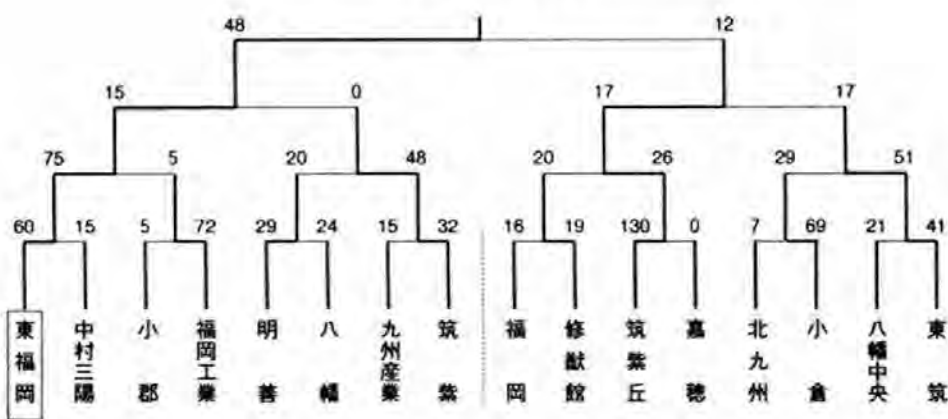 48 12
15 0 17 17
75 5 20 48 20 26 29 51
60 15 5 72 29 24 15 32 16 19 130 0 7 69 21 41
東福岡
中村三陽
小郡
福岡工業
明善
八幡
九州産業
筑紫
福岡
修猷館
筑紫丘
嘉穂
北九州
小倉
八幡中央
東筑